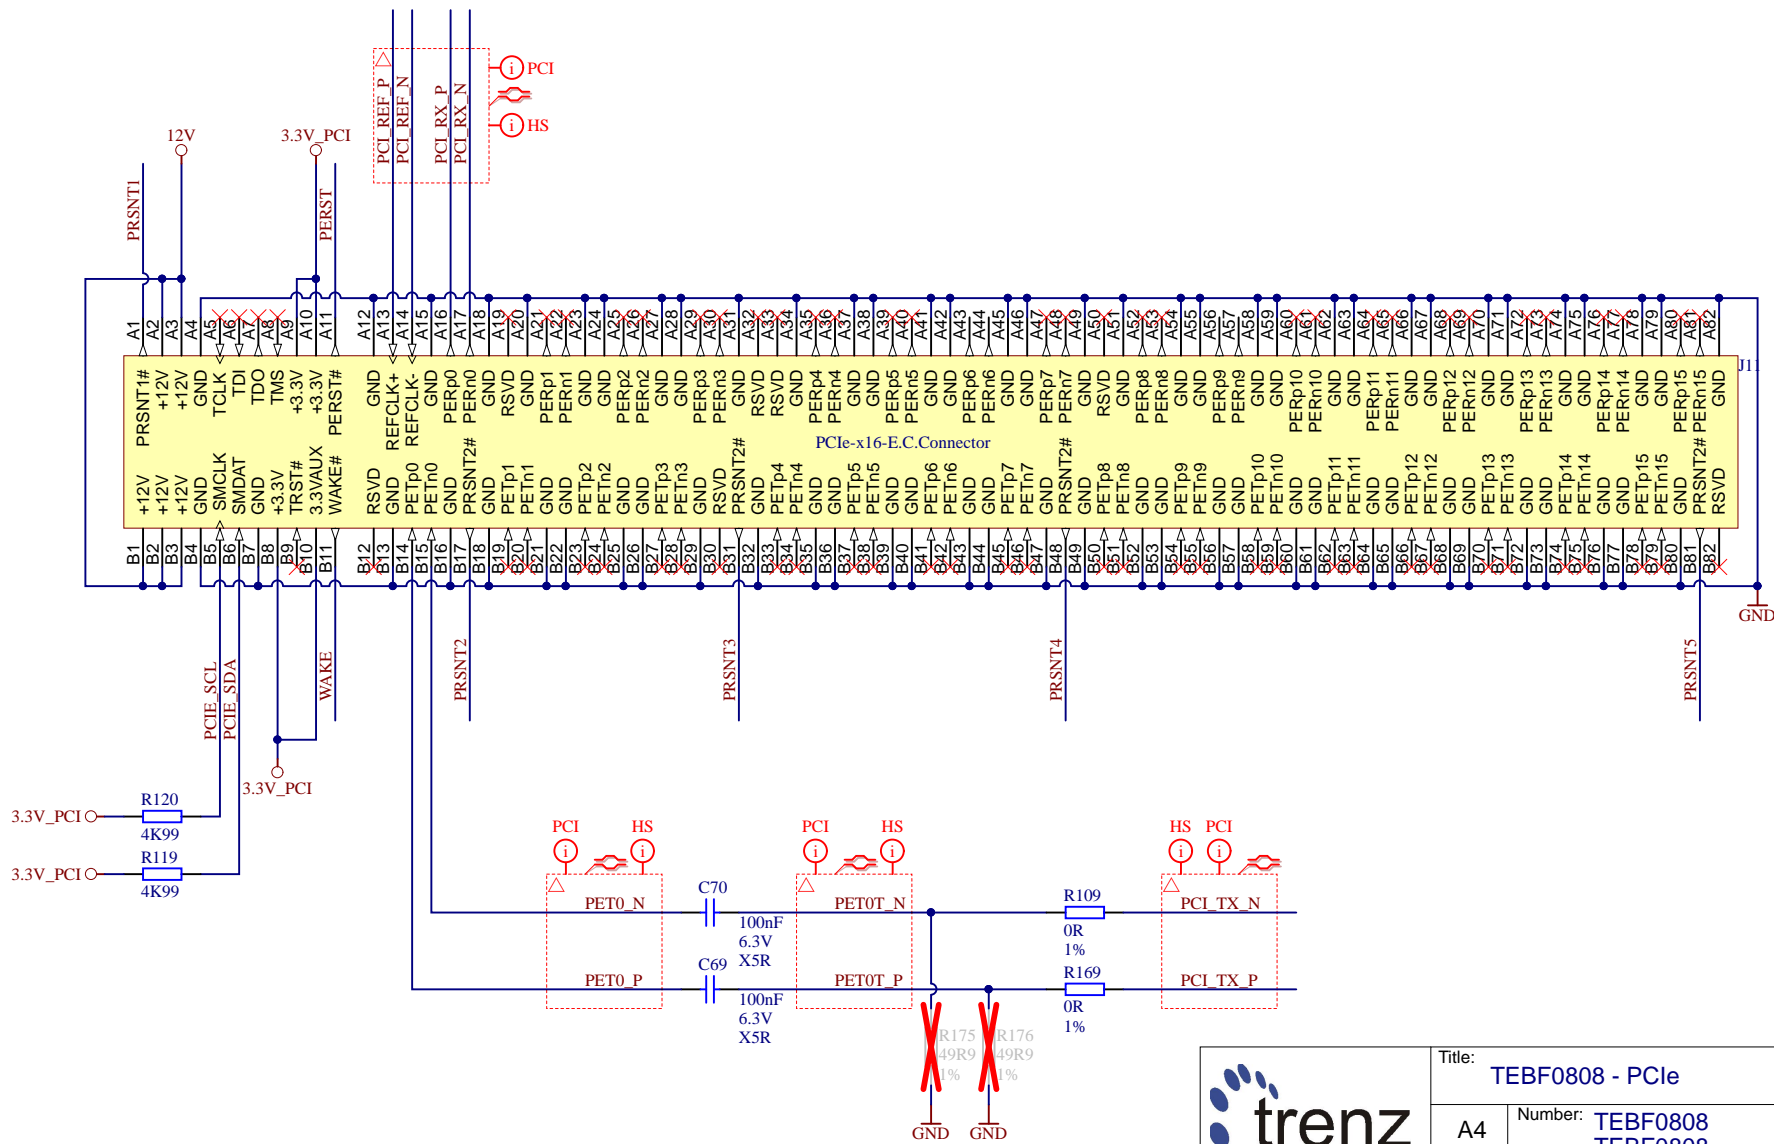 PCI
HS
PCI_REF_P
PCI_REF_N
PCI_RX_P
PCI_RX_N
12V
3.3V_PCI
PRSNT1
PERST
A1 A2 A3 A4 A5 A6 A7 A8 A9 A10 A11 A12 A13 A14 A15 A16 A17 A18 A19 A20 A21 A22 A23 A24 A25 A26 A27 A28 A29 A30 A31 A32 A33 A34 A35 A36 A37 A38 A39 A40 A41 A42 A43 A44 A45 A46 A47 A48 A49 A50 A51 A52 A53 A54 A55 A56 A57 A58 A59 A60 A61 A62 A63 A64 A65 A66 A67 A68 A69 A70 A71 A72 A73 A74 A75 A76 A77 A78 A79 A80 A81 A82
J11
PRSNT1# +12V +12V GND TCLK TDI TDO TMS +3.3V +3.3V PERST# GND REFCLK+ REFCLK- GND PERp0 PERn0 GND RSVD GND PERp1 PERn1 GND GND PERp2 PERn2 GND GND PERp3 PERn3 GND RSVD RSVD GND PERp4 PERn4 GND GND PERp5 PERn5 GND GND PERp6 PERn6 GND GND PERp7 PERn7 GND RSVD GND PERp8 PERn8 GND GND PERp9 PERn9 GND GND PERp10 PERn10 GND GND PERp11 PERn11 GND GND PERp12 PERn12 GND GND PERp13 PERn13 GND GND PERp14 PERn14 GND GND PERp15 PERn15 GND
PCIe-x16-E.C.Connector
+12V +12V +12V GND SMCLK SMDAT GND +3.3V TRST# 3.3VAUX WAKE# RSVD GND PETp0 PETn0 GND PRSNT2# GND PETp1 PETn1 GND GND PETp2 PETn2 GND GND PETp3 PETn3 GND RSVD PRSNT2# GND PETp4 PETn4 GND GND PETp5 PETn5 GND GND PETp6 PETn6 GND GND PETp7 PETn7 GND PRSNT2# GND PETp8 PETn8 GND GND PETp9 PETn9 GND GND PETp10 PETn10 GND GND PETp11 PETn11 GND GND PETp12 PETn12 GND GND PETp13 PETn13 GND GND PETp14 PETn14 GND GND PETp15 PETn15 GND PRSNT2# RSVD
B1 B2 B3 B4 B5 B6 B7 B8 B9 B10 B11 B12 B13 B14 B15 B16 B17 B18 B19 B20 B21 B22 B23 B24 B25 B26 B27 B28 B29 B30 B31 B32 B33 B34 B35 B36 B37 B38 B39 B40 B41 B42 B43 B44 B45 B46 B47 B48 B49 B50 B51 B52 B53 B54 B55 B56 B57 B58 B59 B60 B61 B62 B63 B64 B65 B66 B67 B68 B69 B70 B71 B72 B73 B74 B75 B76 B77 B78 B79 B80 B81 B82
GND
PCIE_SCL
PCIE_SDA
WAKE
PRSNT2
PRSNT3
PRSNT4
PRSNT5
3.3V_PCI
3.3V_PCI
R120
4K99
3.3V_PCI
R119
4K99
PCI HS
PCI HS
HS PCI
PET0_N
C70
100nF
6.3V
X5R
PET0T_N
R109
0R
1%
PCI_TX_N
PET0_P
C69
100nF
6.3V
X5R
PET0T_P
R169
0R
1%
PCI_TX_P
R175
49R9
1%
R176
49R9
1%
GND
GND
trenz
Title:
TEBF0808 - PCIe
A4
Number: TEBF0808
TEBF0808